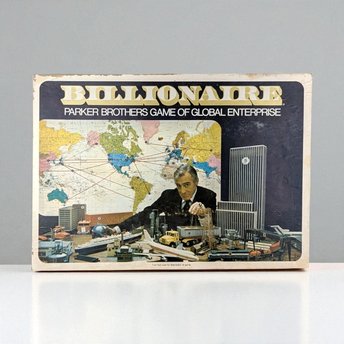 BILLIONAIRE
PARKER BROTHERS GAME OF GLOBAL ENTERPRISE